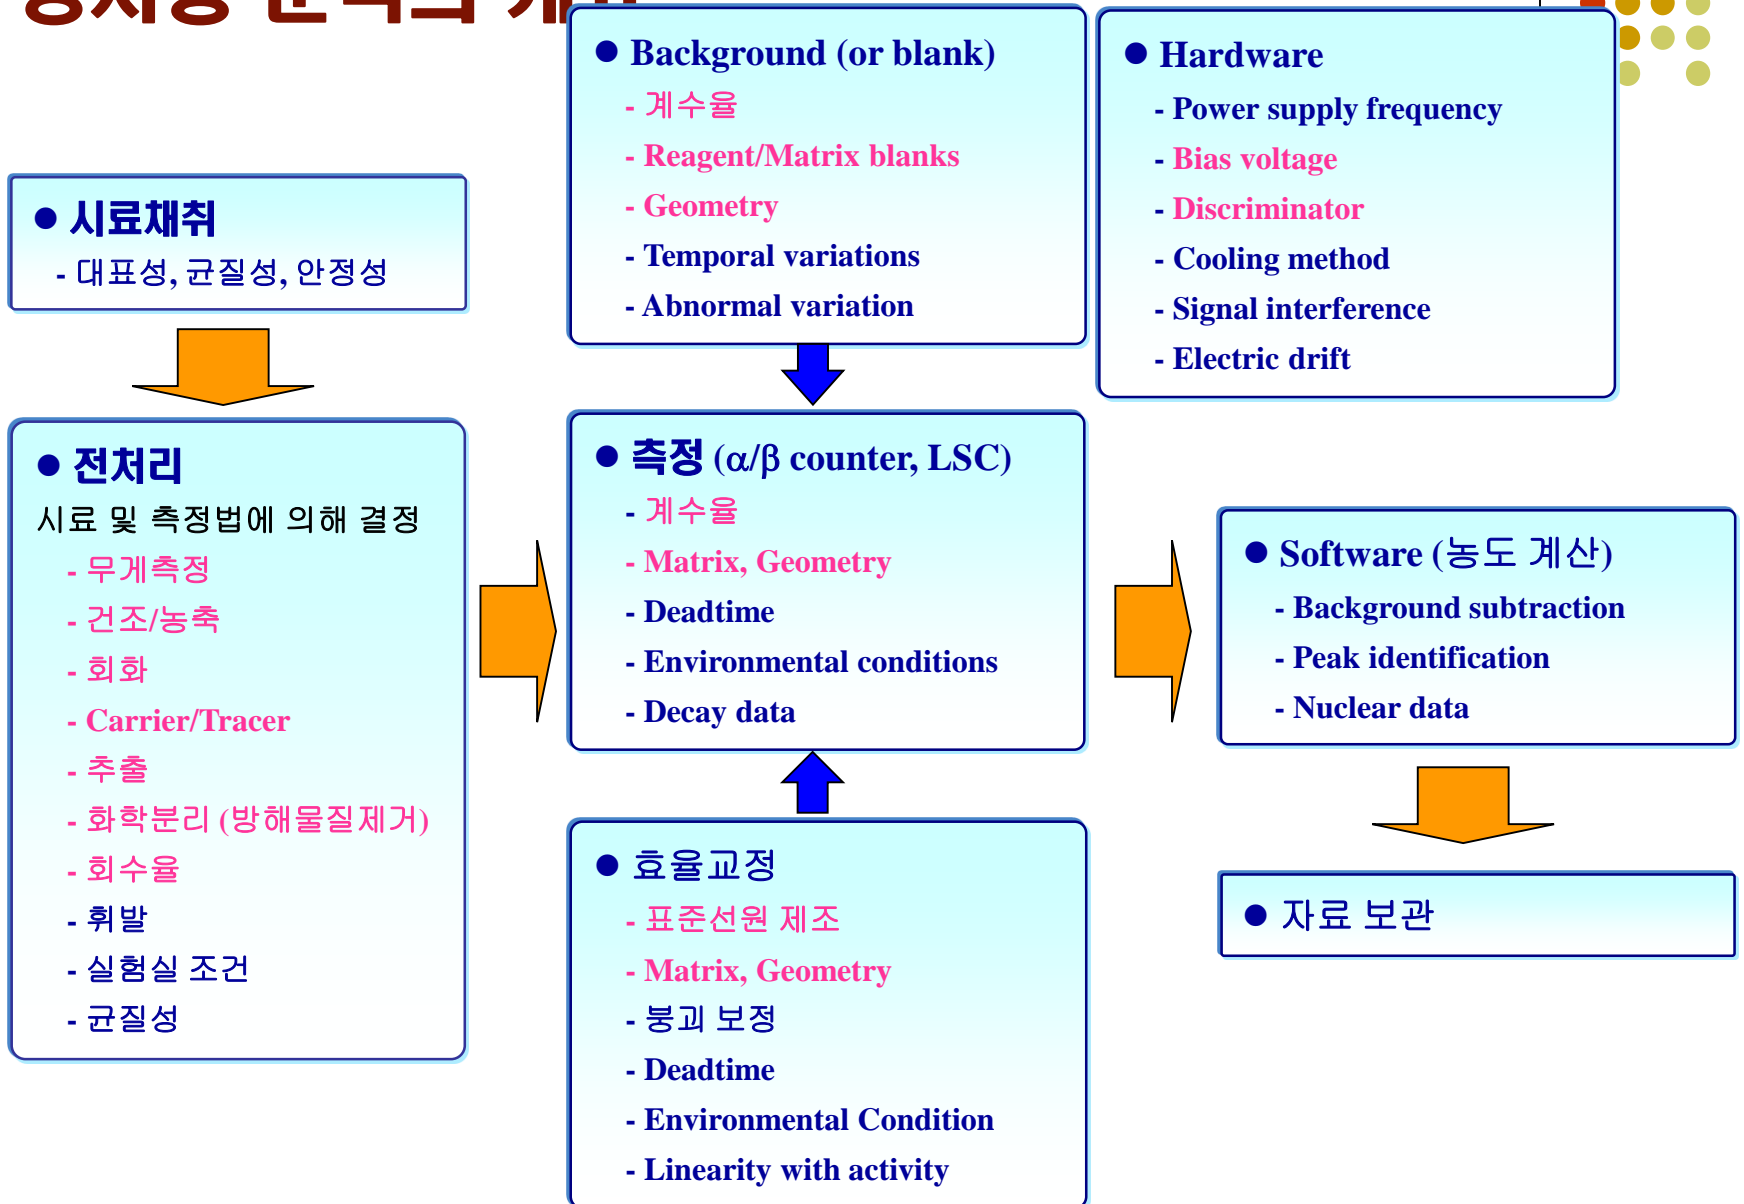 ● 시료채취
- 대표성, 균질성, 안정성
● 전처리
시료 및 측정법에 의해 결정
- 무게측정
- 건조/농축
- 회화
- Carrier/Tracer
- 추출
- 화학분리 (방해물질제거)
- 회수율
- 휘발
- 실험실 조건
- 균질성
● Background (or blank)
- 계수율
- Reagent/Matrix blanks
- Geometry
- Temporal variations
- Abnormal variation
● 측정 (α/β counter, LSC)
- 계수율
- Matrix, Geometry
- Deadtime
- Environmental conditions
- Decay data
● 효율교정
- 표준선원 제조
- Matrix, Geometry
- 붕괴 보정
- Deadtime
- Environmental Condition
- Linearity with activity
● Hardware
- Power supply frequency
- Bias voltage
- Discriminator
- Cooling method
- Signal interference
- Electric drift
● Software (농도 계산)
- Background subtraction
- Peak identification
- Nuclear data
● 자료 보관